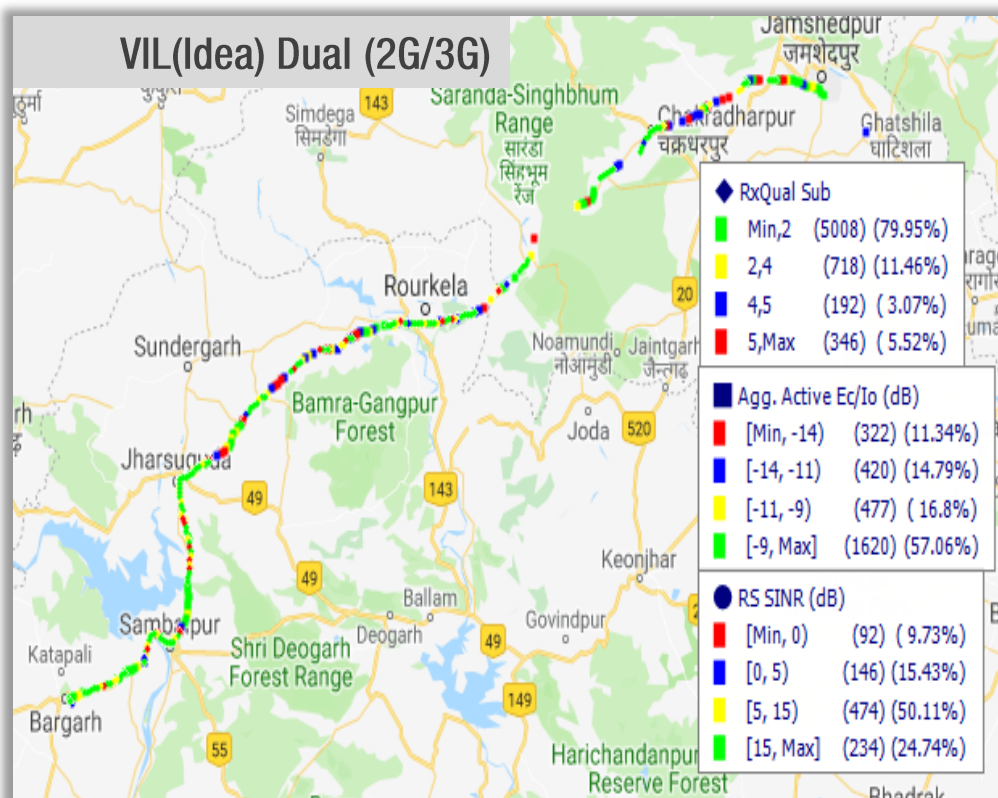 VIL(Idea) Dual (2G/3G)
Jamshedpur
जमशेदपुर
143
Simdega
सिमडेगा
Saranda-Singhbhum
Range
सारंडा
सिंहभूम
रेंज
Chakradharpur
चक्रधरपुर
Ghatshila
घाटशिला
RxQual Sub
Min,2 (5008) (79.95%)
2,4 (718) (11.46%)
4,5 (192) ( 3.07%)
5,Max (346) ( 5.52%)
Rourkela
20
Sundergarh
Noamundi
नोआमुंडी
Jaintgarh
जैन्तगढ़
Bamra-Gangpur
Forest
Joda
520
Agg. Active Ec/Io (dB)
[Min, -14) (322) (11.34%)
[-14, -11) (420) (14.79%)
[-11, -9) (477) ( 16.8%)
[-9, Max] (1620) (57.06%)
Jharsuguda
49
143
Keonjhar
49
Ballam
Deogarh
Govindpur
Sambalpur
49
Katapali
Shri Deogarh
Forest Range
RS SINR (dB)
[Min, 0) (92) ( 9.73%)
[0, 5) (146) (15.43%)
[5, 15) (474) (50.11%)
[15, Max] (234) (24.74%)
149
Bargarh
55
Harichandanpur
Reserve Forest
Bhadrak